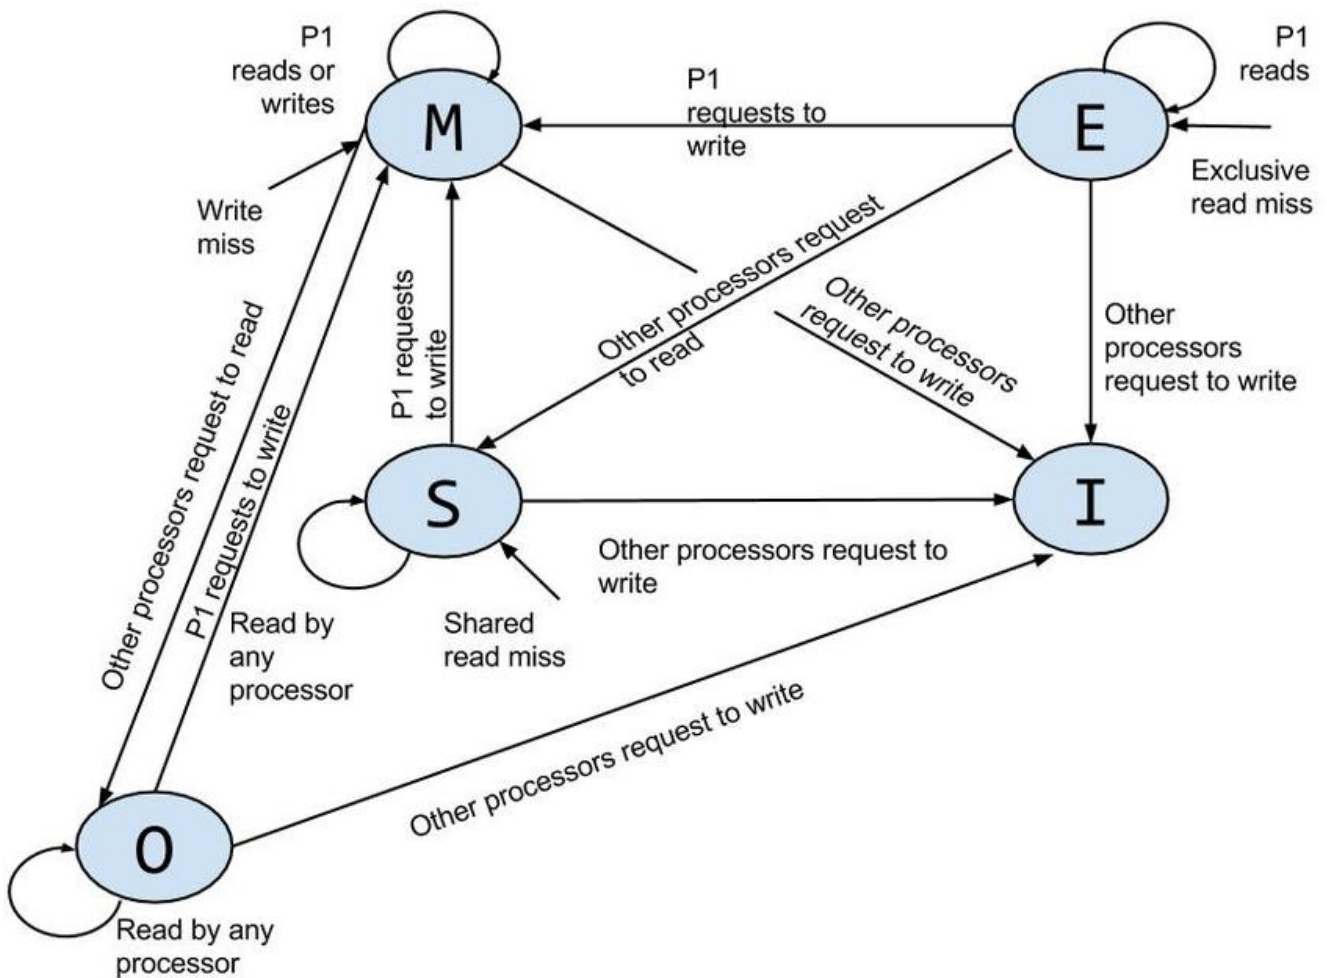 P1
reads or
writes
M
P1
requests to
write
E
P1
reads
Write
miss
Exclusive
read miss
Other processors request to read
P1 requests to write
P1 requests
to write
Other processors request
to read
Other processors
request to write
Other
processors
request to write
S
I
Other processors request to
write
Read by
any
processor
Shared
read miss
Other processors request to write
O
Read by any
processor